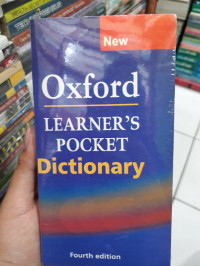 New
Oxford
LEARNER'S
POCKET
Dictionary
Fourth edition